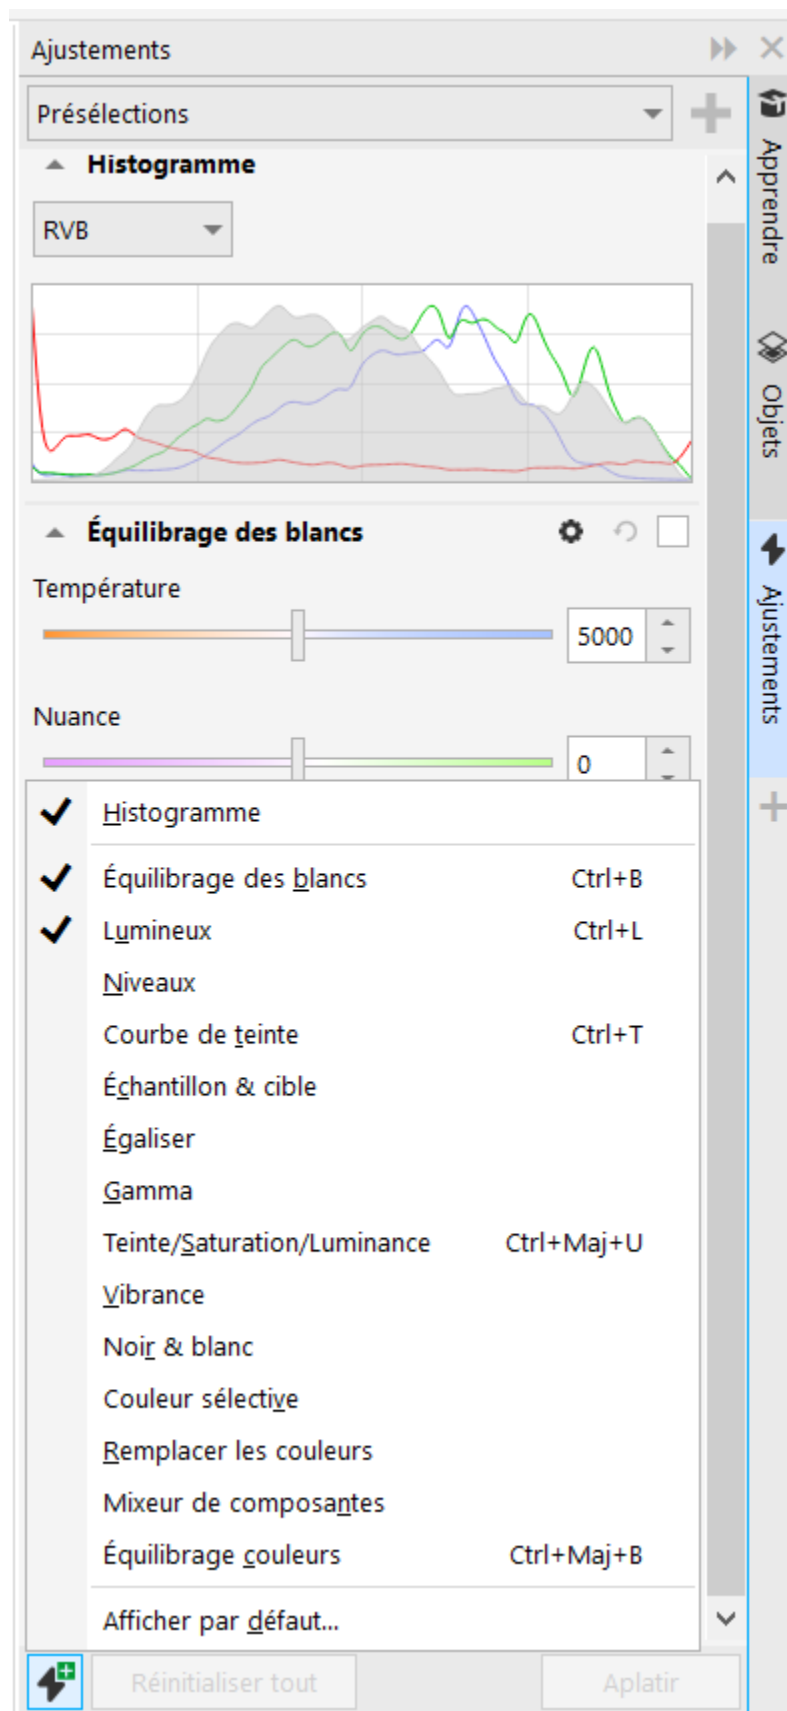 Ajustements
Présélections
Histogramme
RVB
Équilibrage des blancs
Température
5000
Nuance
0
Histogramme
Équilibrage des blancs Ctrl+B
Lumineux Ctrl+L
Niveaux
Courbe de teinte Ctrl+T
Échantillon & cible
Égaliser
Gamma
Teinte/Saturation/Luminance Ctrl+Maj+U
Vibrance
Noir & blanc
Couleur sélective
Remplacer les couleurs
Mixeur de composantes
Équilibrage couleurs Ctrl+Maj+B
Afficher par défaut...
Réinitialiser tout
Aplatir
Apprendre
Objets
Ajustements